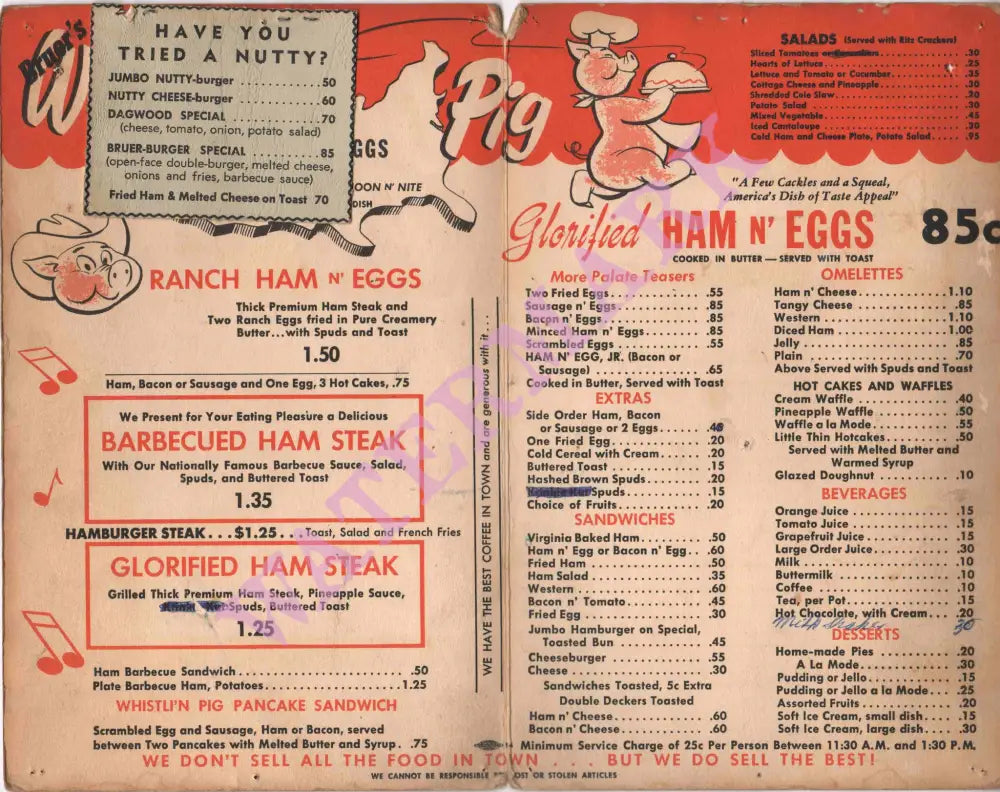 Bruer's
W
Pig
HAVE YOU
TRIED A NUTTY?
JUMBO NUTTY-burger ............ 50
NUTTY CHEESE-burger ............ 60
DAGWOOD SPECIAL ............ 70
(cheese, tomato, onion, potato salad)
BRUER-BURGER SPECIAL .......... 85
(open-face double-burger, melted cheese,
onions and fries, barbecue sauce)
Fried Ham & Melted Cheese on Toast 70
GGS
OON N' NITE
DISH
RANCH HAM N' EGGS
Thick Premium Ham Steak and
Two Ranch Eggs fried in Pure Creamery
Butter...with Spuds and Toast
1.50
Ham, Bacon or Sausage and One Egg, 3 Hot Cakes, .75
We Present for Your Eating Pleasure a Delicious
BARBECUED HAM STEAK
With Our Nationally Famous Barbecue Sauce, Salad,
Spuds, and Buttered Toast
1.35
HAMBURGER STEAK...$1.25...Toast, Salad and French Fries
GLORIFIED HAM STEAK
Grilled Thick Premium Ham Steak, Pineapple Sauce,
Spuds, Buttered Toast
1.25
Ham Barbecue Sandwich..........................50
Plate Barbecue Ham, Potatoes....................1.25
WHISTLI'N PIG PANCAKE SANDWICH
Scrambled Egg and Sausage, Ham or Bacon, served
between Two Pancakes with Melted Butter and Syrup. .75
WE HAVE THE BEST COFFEE IN TOWN and are generous with it....
SALADS (Served with Ritz Crackers)
Sliced Tomatoes .30
Hearts of Lettuce .25
Lettuce and Tomato or Cucumber .35
Cottage Cheese and Pineapple .30
Shredded Cole Slaw .20
Potato Salad .30
Mixed Vegetable .45
Iced Cantaloupe .20
Cold Ham and Cheese Plate, Potato Salad .95
"A Few Cackles and a Squeal,
America's Dish of Taste Appeal"
Glorified HAM N' EGGS 85c
COOKED IN BUTTER — SERVED WITH TOAST
More Palate Teasers
Two Fried Eggs .55
Sausage n' Eggs .85
Bacon n' Eggs .85
Minced Ham n' Eggs .85
Scrambled Eggs .55
HAM N' EGG, JR. (Bacon or
Sausage) .65
Cooked in Butter, Served with Toast
EXTRAS
Side Order Ham, Bacon
or Sausage or 2 Eggs
One Fried Egg .20
Cold Cereal with Cream .20
Buttered Toast .15
Hashed Brown Spuds .20
Spuds .15
Choice of Fruits .20
SANDWICHES
Virginia Baked Ham .50
Ham n' Egg or Bacon n' Egg .60
Fried Ham .50
Ham Salad .35
Western .60
Bacon n' Tomato .45
Fried Egg .30
Jumbo Hamburger on Special,
Toasted Bun .45
Cheeseburger .55
Cheese .30
Sandwiches Toasted, 5c Extra
Double Deckers Toasted
Ham n' Cheese .60
Bacon n' Cheese .60
OMELETTES
Ham n' Cheese 1.10
Tangy Cheese .85
Western 1.10
Diced Ham 1.00
Jelly .85
Plain .70
Above Served with Spuds and Toast
HOT CAKES AND WAFFLES
Cream Waffle .40
Pineapple Waffle .50
Waffle a la Mode .55
Little Thin Hotcakes .50
Served with Melted Butter and
Warmed Syrup
Glazed Doughnut .10
BEVERAGES
Orange Juice .15
Tomato Juice .15
Grapefruit Juice .15
Large Order Juice .30
Milk .10
Buttermilk .10
Coffee .10
Tea, per Pot .15
Hot Chocolate, with Cream .20
Milk Shakes 30
DESSERTS
Home-made Pies .20
A La Mode .30
Pudding or Jello .15
Pudding or Jello a la Mode .25
Assorted Fruits .20
Soft Ice Cream, small dish .15
Soft Ice Cream, large dish .30
Minimum Service Charge of 25c Per Person Between 11:30 A.M. and 1:30 P.M.
WE DON'T SELL ALL THE FOOD IN TOWN . . . BUT WE DO SELL THE BEST!
WE CANNOT BE RESPONSIBLE OST OR STOLEN ARTICLES
WATERMARK